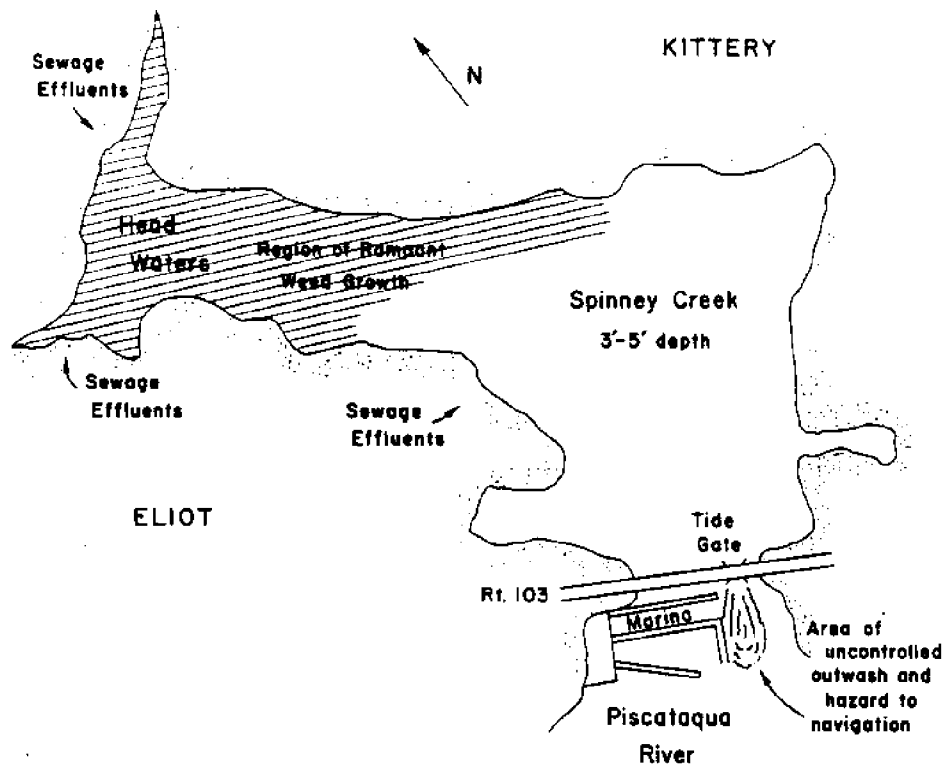 KITTERY
N
Sewage
Effluents
Head
Waters
Region of Rampant
Weed Growth
Spinney Creek
3'-5' depth
Sewage
Effluents
Sewage
Effluents
ELIOT
Tide
Gate
Rt. 103
Marina
Area of
uncontrolled
outwash and
hazard to
navigation
Piscataqua
River